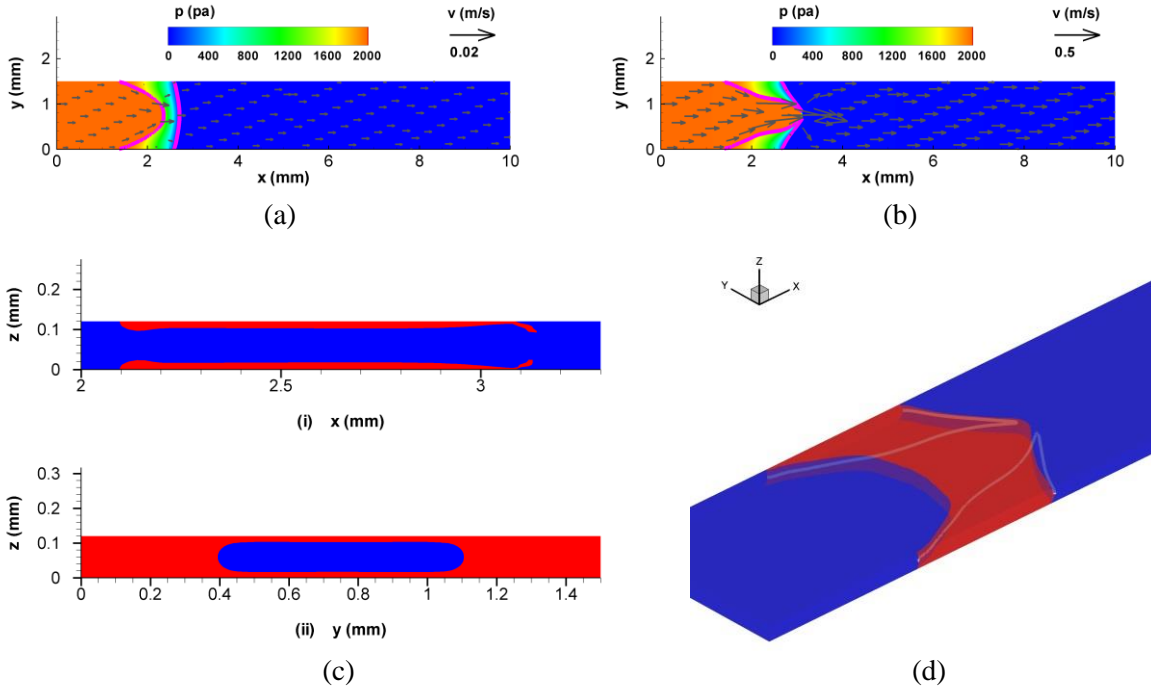 p (pa)
v (m/s)
0 400 800 1200 1600 2000
0.02
y (mm)
2
1
0
0 2 4 6 8 10
x (mm)
(a)
p (pa)
v (m/s)
0 400 800 1200 1600 2000
0.5
y (mm)
2
1
0
0 2 4 6 8 10
x (mm)
(b)
z (mm)
0.2
0.1
0
2 2.5 3
(i) x (mm)
z (mm)
0.3
0.2
0.1
0
0 0.2 0.4 0.6 0.8 1 1.2 1.4
(ii) y (mm)
(c)
Z
Y X
(d)